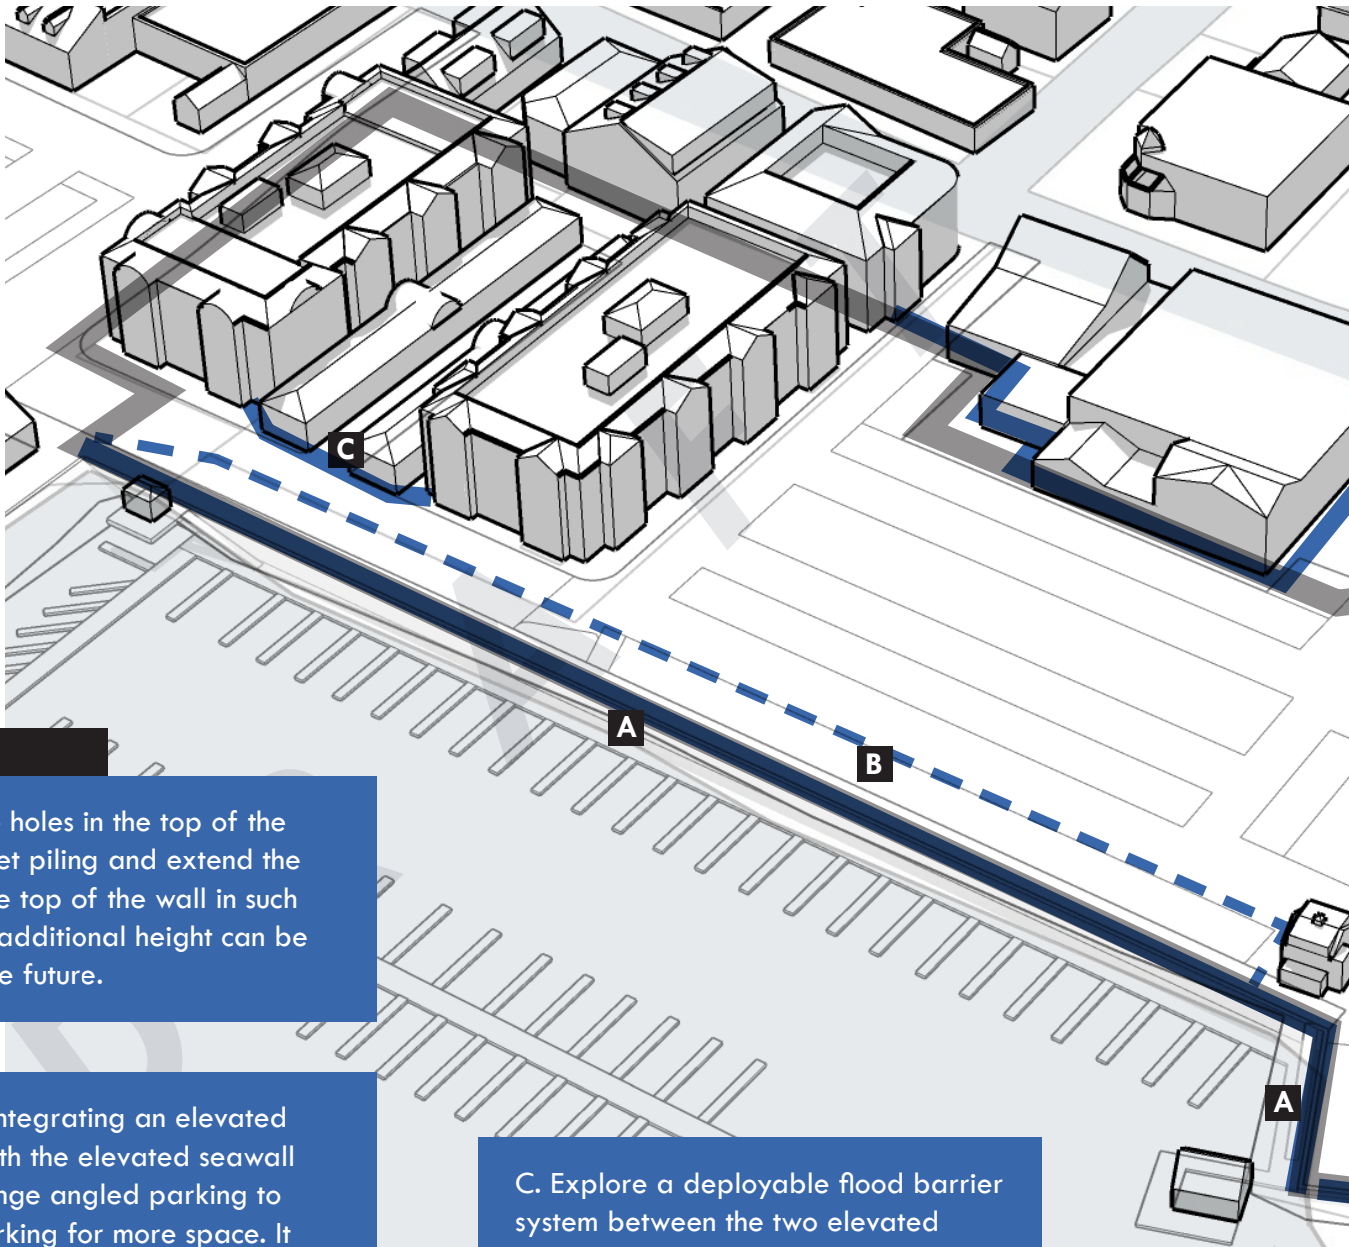 C
A
B
holes in the top of the
et piling and extend the
e top of the wall in such
additional height can be
e future.
ntegrating an elevated
th the elevated seawall
nge angled parking to
rking for more space. It
A
C. Explore a deployable flood barrier
system between the two elevated